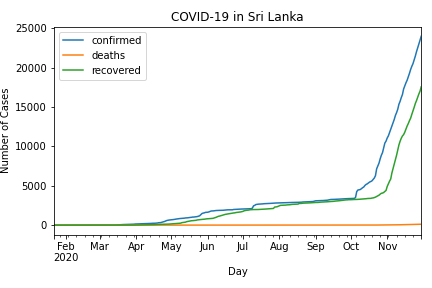 COVID-19 in Sri Lanka
confirmed
deaths
recovered
Number of Cases
25000
20000
15000
10000
5000
0
Feb Mar Apr May Jun Jul Aug Sep Oct Nov
2020
Day